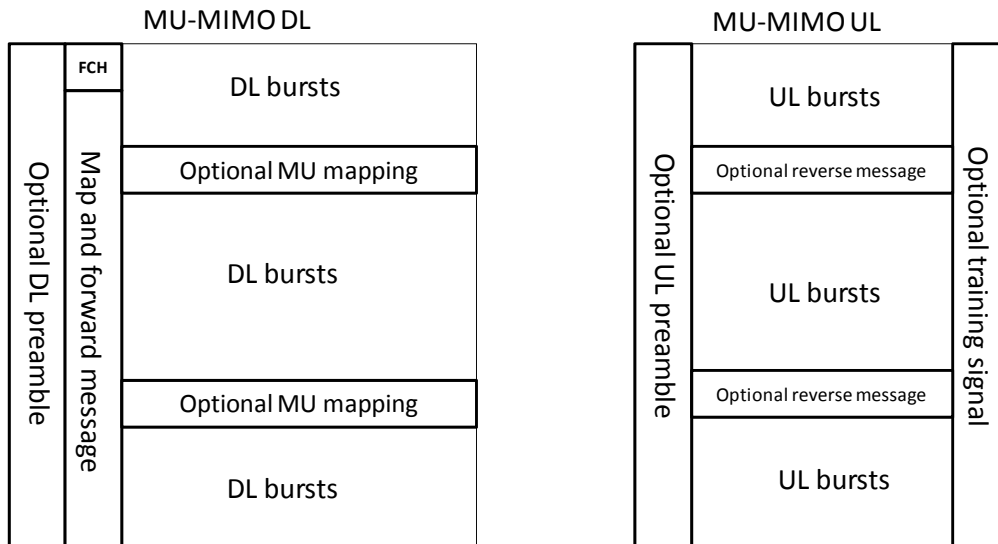 MU-MIMO DL
Optional DL preamble
FCH
Map and forward message
DL bursts
Optional MU mapping
DL bursts
Optional MU mapping
DL bursts
MU-MIMO UL
Optional UL preamble
UL bursts
Optional reverse message
UL bursts
Optional reverse message
UL bursts
Optional training signal